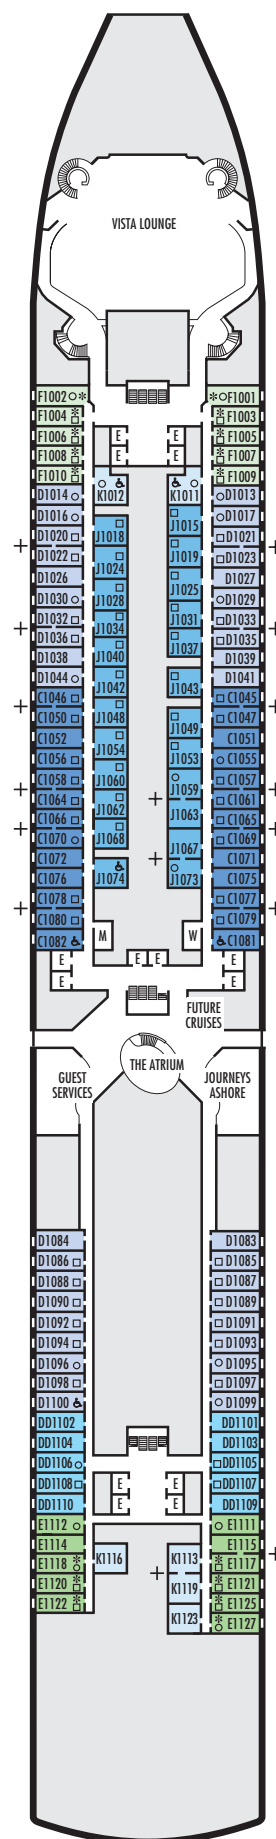 VISTA LOUNGE
F1002 F1001
F1004 F1003
E
E
F1006 F1005
F1008 F1007
E
E
F1010 F1009
D1014 K1012 K1011 D1013
D1016 D1017
J1018 J1015
D1020 D1021
D1022 J1024 J1019 D1023
D1026 J1028 J1025 D1027
D1030 D1029
D1032 J1034 J1031 D1033
D1036 J1040 J1037 D1035
D1038 D1039
D1044 J1042 J1043 D1041
C1046 C1045
C1050 J1048 J1049 C1047
C1052 J1054 J1053 C1051
C1056 C1055
C1058 J1060 J1059 C1057
C1064 J1062 J1063 C1061
C1066 C1065
C1070 J1068 J1067 C1069
C1072 C1071
C1076 J1074 J1073 C1075
C1078 C1077
C1080 C1079
C1082 M W C1081
E
E
E
E
E
E
FUTURE
CRUISES
THE ATRIUM
GUEST
SERVICES
JOURNEYS
ASHORE
D1084 D1083
D1086 D1085
D1088 D1087
D1090 D1089
D1092 D1091
D1094 D1093
D1096 D1095
D1098 D1097
D1100 D1099
DD1102 DD1101
DD1104 DD1103
DD1106 DD1105
DD1108 E E DD1107
DD1110 E E DD1109
E1112 E1111
E1114 E1115
E1118 K1116 K1113 E1117
E1120 K1119 E1121
E1122 E1125
K1123 E1127